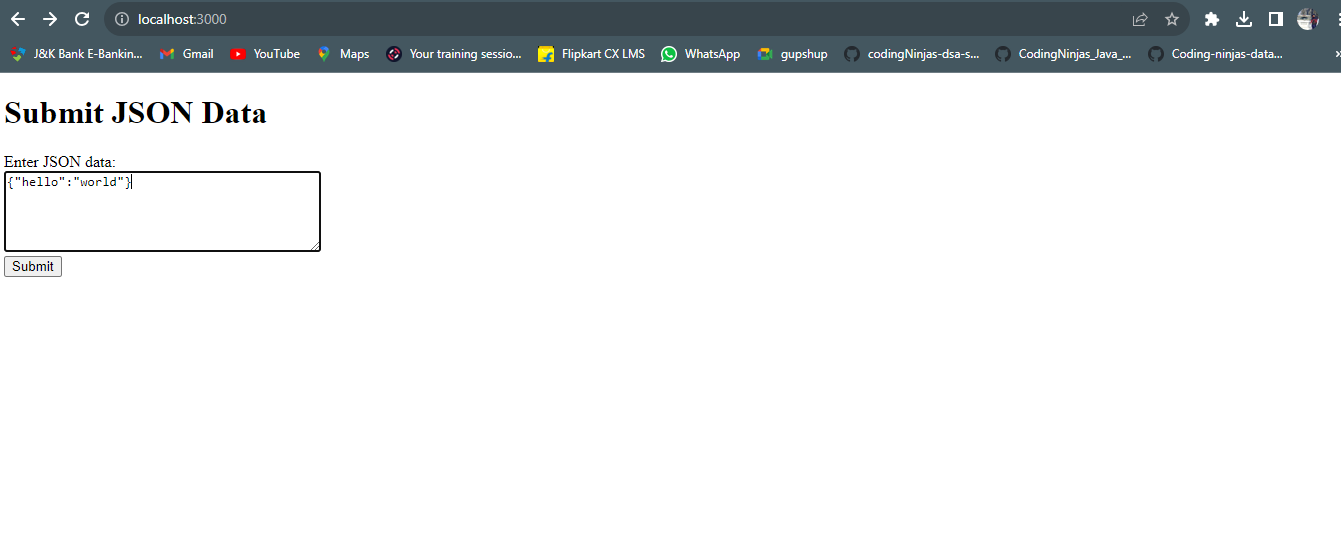 localhost:3000
J&K Bank E-Bankin... Gmail YouTube Maps Your training sessio... Flipkart CX LMS WhatsApp gupshup codingNinjas-dsa-s... CodingNinjas_Java_... Coding-ninjas-data...
Submit JSON Data
Enter JSON data:
{"hello":"world"}
Submit